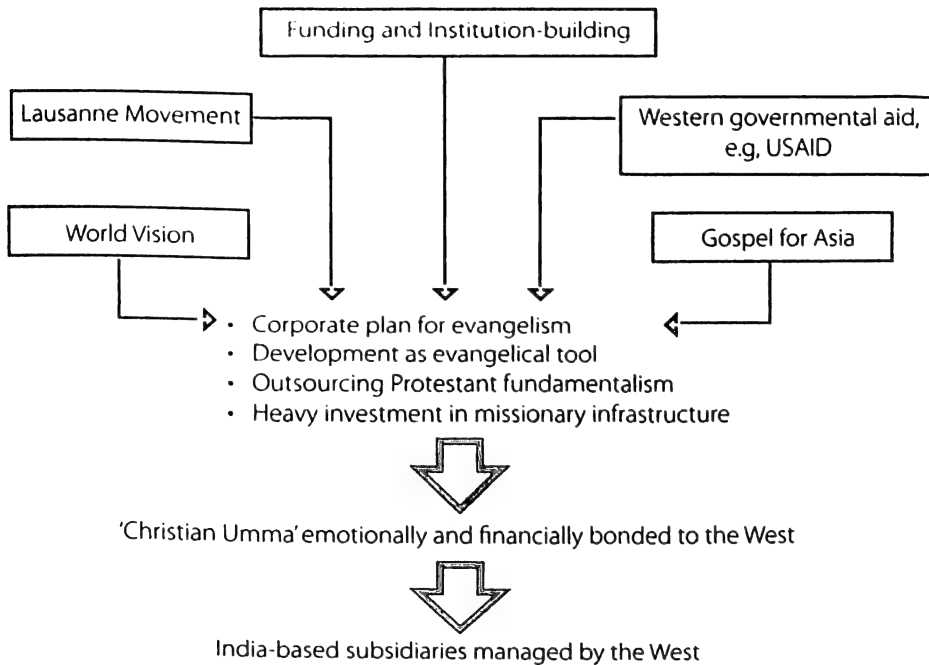 Funding and Institution-building
Lausanne Movement
Western governmental aid,
e.g, USAID
World Vision
Gospel for Asia
• Corporate plan for evangelism
• Development as evangelical tool
• Outsourcing Protestant fundamentalism
• Heavy investment in missionary infrastructure
'Christian Umma' emotionally and financially bonded to the West
India-based subsidiaries managed by the West